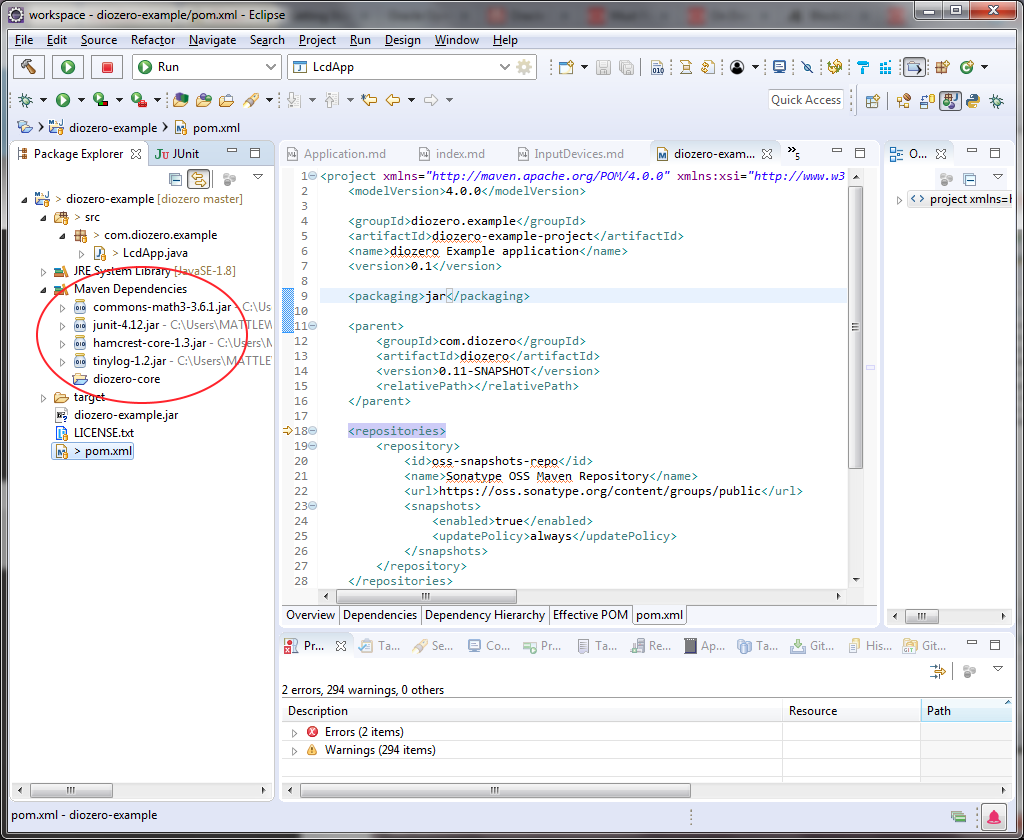 workspace - diozero-example/pom.xml - Eclipse
File Edit Source Refactor Navigate Search Project Run Design Window Help
Run LcdApp
Quick Access
diozero-example pom.xml
Package Explorer JUnit
> diozero-example [diozero master]
> src
> com.diozero.example
> LcdApp.java
JRE System Library [JavaSE-1.8]
Maven Dependencies
commons-math3-3.6.1.jar - C:\Us
junit-4.12.jar - C:\Users\MATTLEW
hamcrest-core-1.3.jar - C:\Users\M
tinylog-1.2.jar - C:\Users\MATTLE
diozero-core
target
diozero-example.jar
LICENSE.txt
> pom.xml
Application.md index.md InputDevices.md diozero-exam... »5
1 <project xmlns="http://maven.apache.org/POM/4.0.0" xmlns:xsi="http://www.w3
2 <modelVersion>4.0.0</modelVersion>
3
4 <groupId>diozero.example</groupId>
5 <artifactId>diozero-example-project</artifactId>
6 <name>diozero Example application</name>
7 <version>0.1</version>
8
9 <packaging>jar</packaging>
10
11 <parent>
12 <groupId>com.diozero</groupId>
13 <artifactId>diozero</artifactId>
14 <version>0.11-SNAPSHOT</version>
15 <relativePath></relativePath>
16 </parent>
17
18 <repositories>
19 <repository>
20 <id>oss-snapshots-repo</id>
21 <name>Sonatype OSS Maven Repository</name>
22 <url>https://oss.sonatype.org/content/groups/public</url>
23 <snapshots>
24 <enabled>true</enabled>
25 <updatePolicy>always</updatePolicy>
26 </snapshots>
27 </repository>
28 </repositories>
Overview Dependencies Dependency Hierarchy Effective POM pom.xml
O...
<> project xmlns=h
Pr... Ta... Se... Co... Pr... Ta... Re... Ap... Ta... Git... His... Git...
2 errors, 294 warnings, 0 others
Description Resource Path
Errors (2 items)
Warnings (294 items)
pom.xml - diozero-example